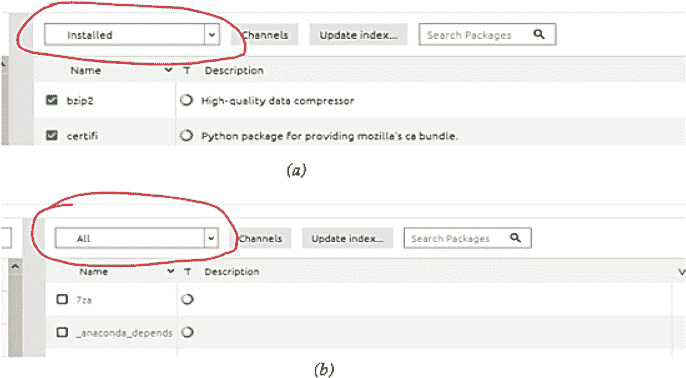 Installed Channels Update index... Search Packages
Name T Description
bzip2 High-quality data compressor
certifi Python package for providing mozilla's ca bundle.
(a)
All Channels Update index... Search Packages
Name T Description V
7za
_anaconda_depends
(b)